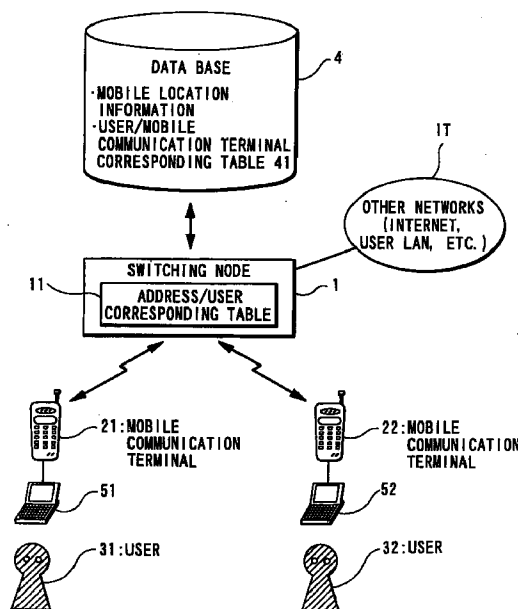 DATA BASE
·MOBILE LOCATION
INFORMATION
·USER/MOBILE
COMMUNICATION TERMINAL
CORRESPONDING TABLE 41
4
IT
OTHER NETWORKS
(INTERNET,
USER LAN, ETC.)
SWITCHING NODE
11
ADDRESS/USER
CORRESPONDING TABLE
1
21:MOBILE
COMMUNICATION
TERMINAL
22:MOBILE
COMMUNICATION
TERMINAL
51
52
31:USER
32:USER